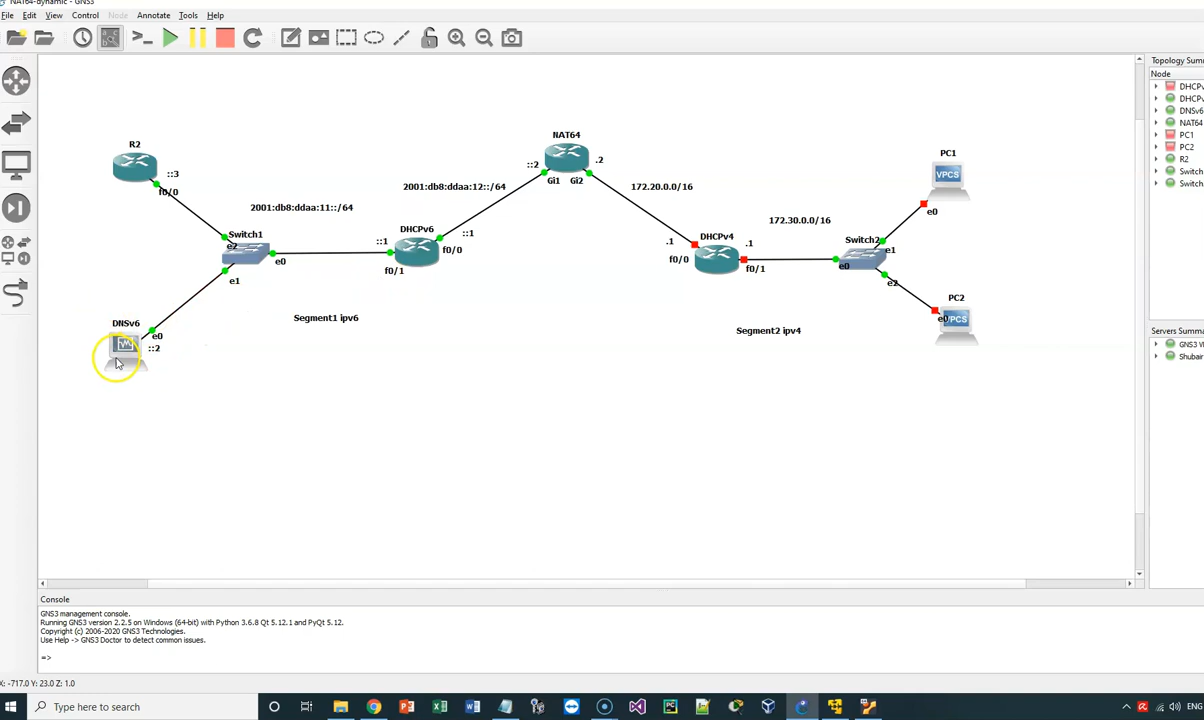 NAT64-dynamic - GNS3
File Edit View Control Node Annotate Tools Help
R2
::3
f0/0
2001:db8:ddaa:11::/64
Switch1
e2
e0
e1
DNSv6
e0
::2
Segment1 ipv6
::1
DHCPv6
f0/1
::1
f0/0
2001:db8:ddaa:12::/64
NAT64
::2
.2
Gi1
Gi2
172.20.0.0/16
DHCPv4
.1
f0/0
.1
f0/1
172.30.0.0/16
Switch2
e1
e0
e2
PC1
VPCS
e0
PC2
e0
VPCS
Segment2 ipv4
Topology Summ
Node
DHCPv
DHCPv
DNSv6
NAT64
PC1
PC2
R2
Switch
Switch
Servers Summa
GNS3 V
Shubair
Console
GNS3 management console.
Running GNS3 version 2.2.5 on Windows (64-bit) with Python 3.6.8 Qt 5.12.1 and PyQt 5.12.
Copyright (c) 2006-2020 GNS3 Technologies.
Use Help -> GNS3 Doctor to detect common issues.
=>
X: -717.0 Y: 23.0 Z: 1.0
Type here to search
ENG